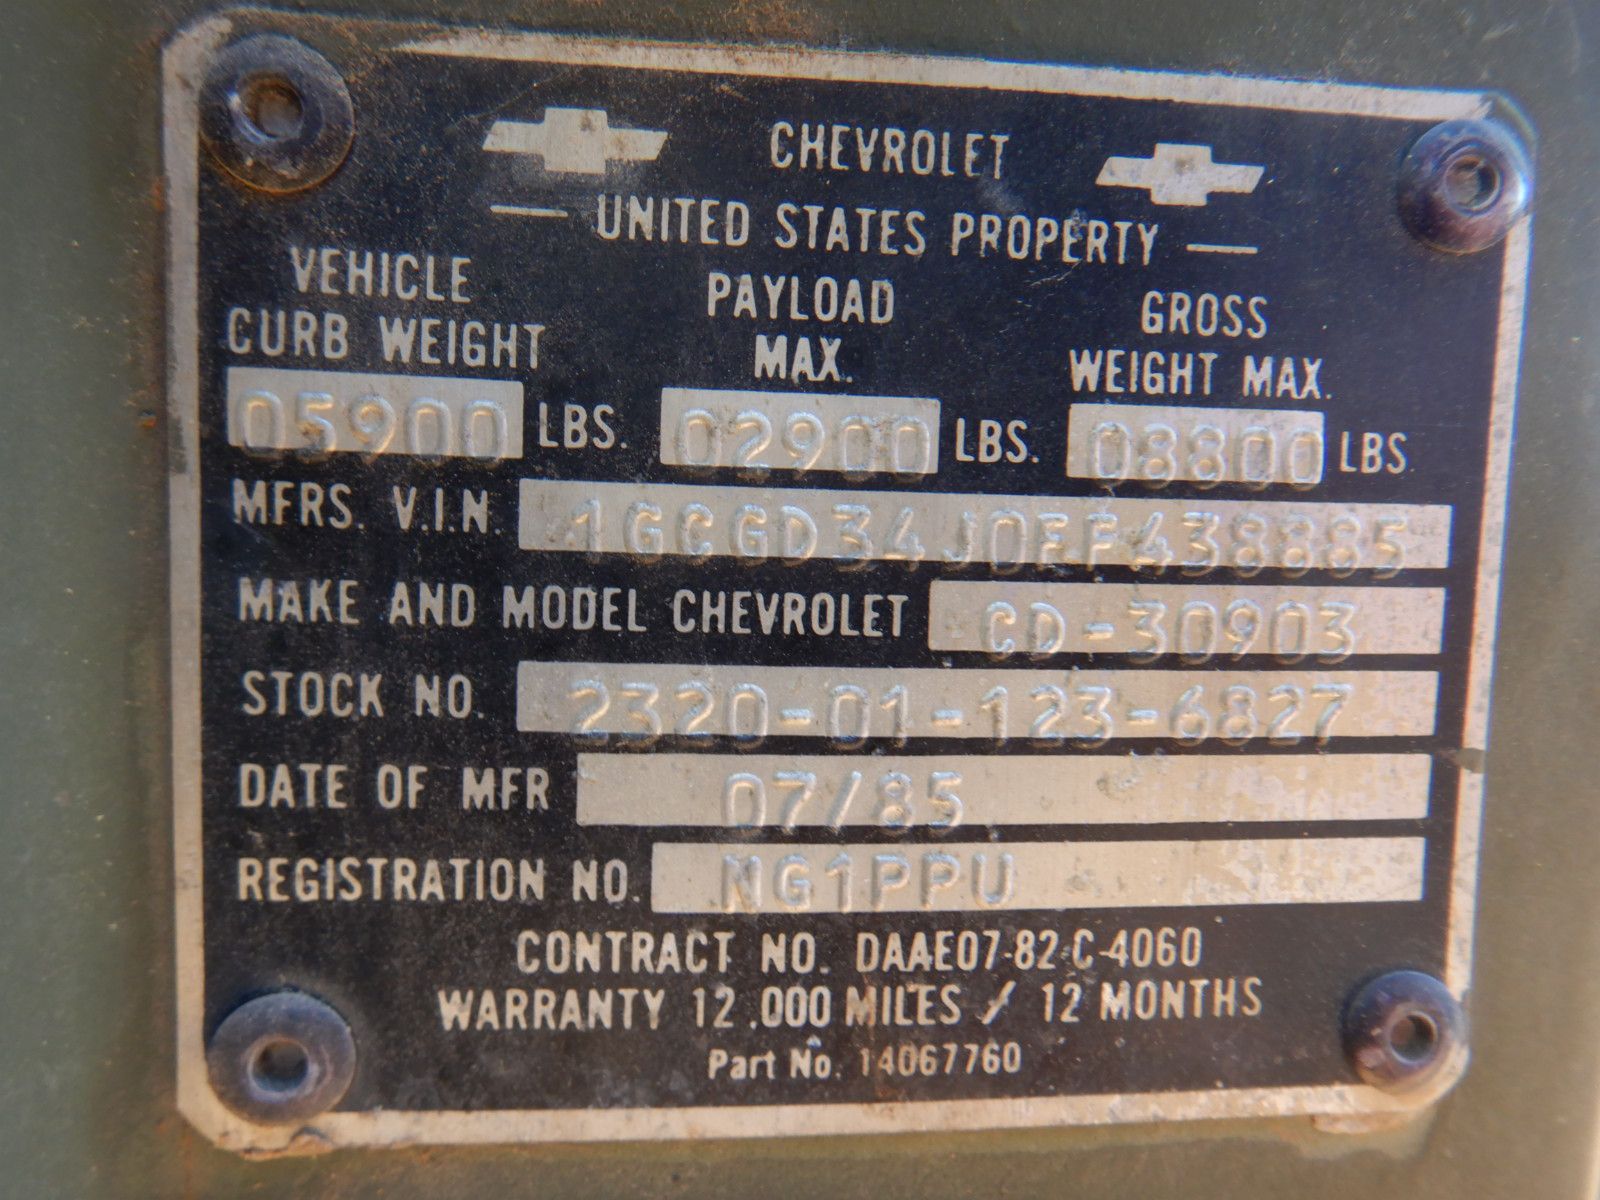 CHEVROLET
— UNITED STATES PROPERTY —
VEHICLE CURB WEIGHT
PAYLOAD MAX.
GROSS WEIGHT MAX.
05900 LBS. 02900 LBS. 08800 LBS.
MFRS. V.I.N. 1GCGD34J0EF438885
MAKE AND MODEL CHEVROLET CD-30903
STOCK NO. 2320-01-123-6827
DATE OF MFR 07/85
REGISTRATION NO. NG1PPU
CONTRACT NO. DAAE07-82-C-4060
WARRANTY 12,000 MILES / 12 MONTHS
Part No. 14067760